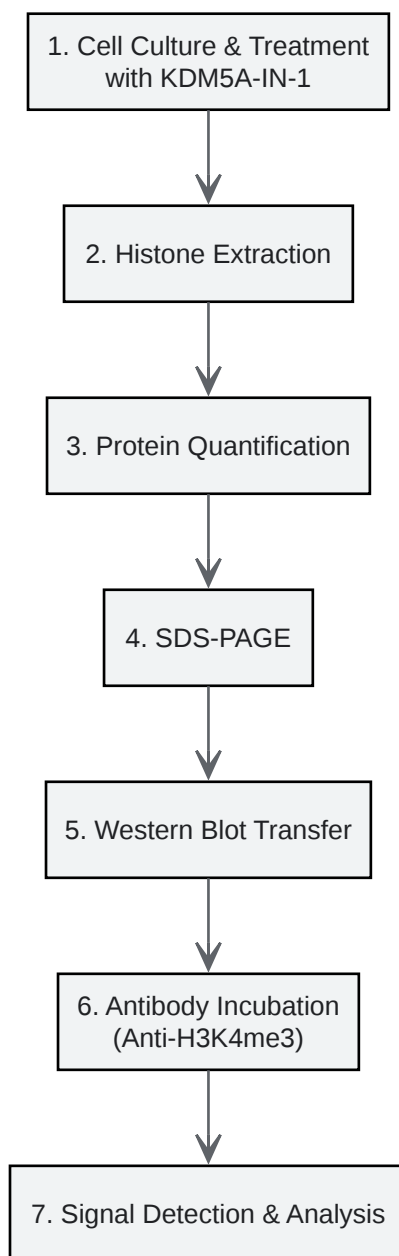 1. Cell Culture & Treatment
with KDM5A-IN-1
2. Histone Extraction
3. Protein Quantification
4. SDS-PAGE
5. Western Blot Transfer
6. Antibody Incubation
(Anti-H3K4me3)
7. Signal Detection & Analysis